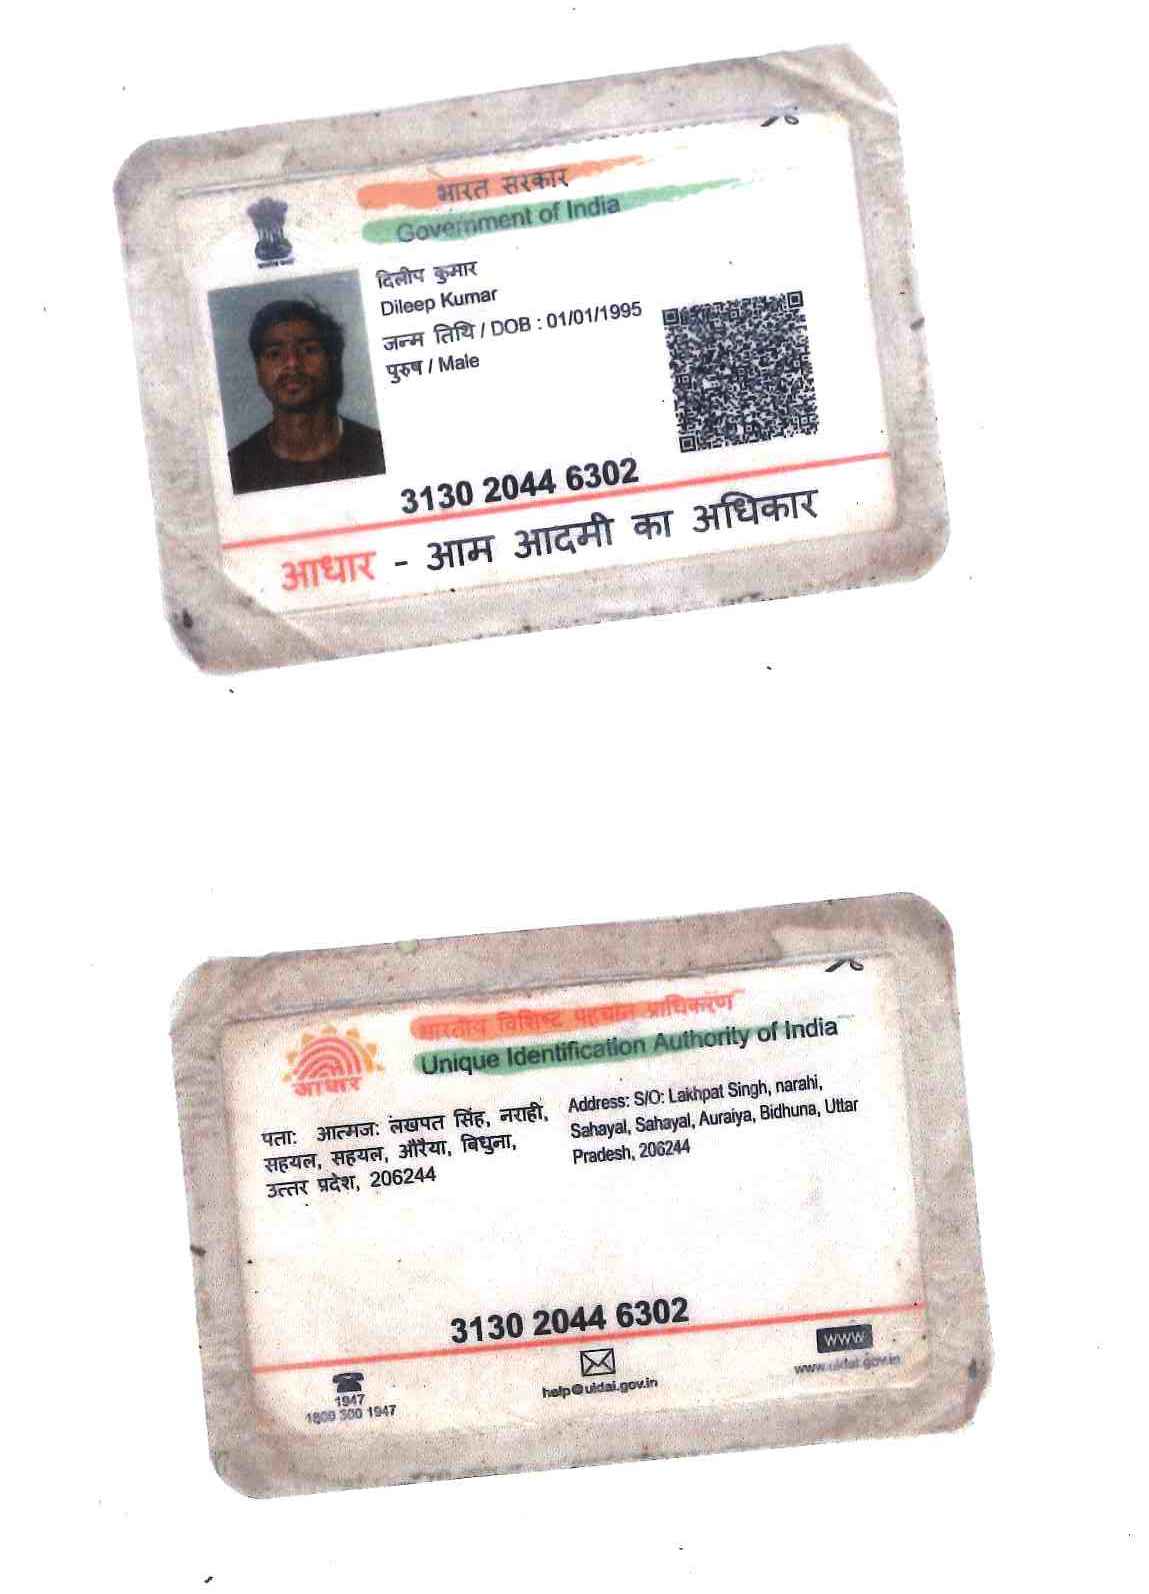 भारत सरकार
Government of India
दिलीप कुमार
Dileep Kumar
जन्म तिथि / DOB : 01/01/1995
पुरुष / Male
3130 2044 6302
आधार - आम आदमी का अधिकार
भारतीय विशिष्ट पहचान प्राधिकरण
Unique Identification Authority of India
आधार
पता: आत्मज: लखपत सिंह, नराही,
सहयल, सहयल, औरैया, बिधुना,
उत्तर प्रदेश, 206244
Address: S/O: Lakhpat Singh, narahi,
Sahayal, Sahayal, Auraiya, Bidhuna, Uttar
Pradesh, 206244
3130 2044 6302
1947
1800 300 1947
help@uidai.gov.in
WWW
www.uidai.gov.in